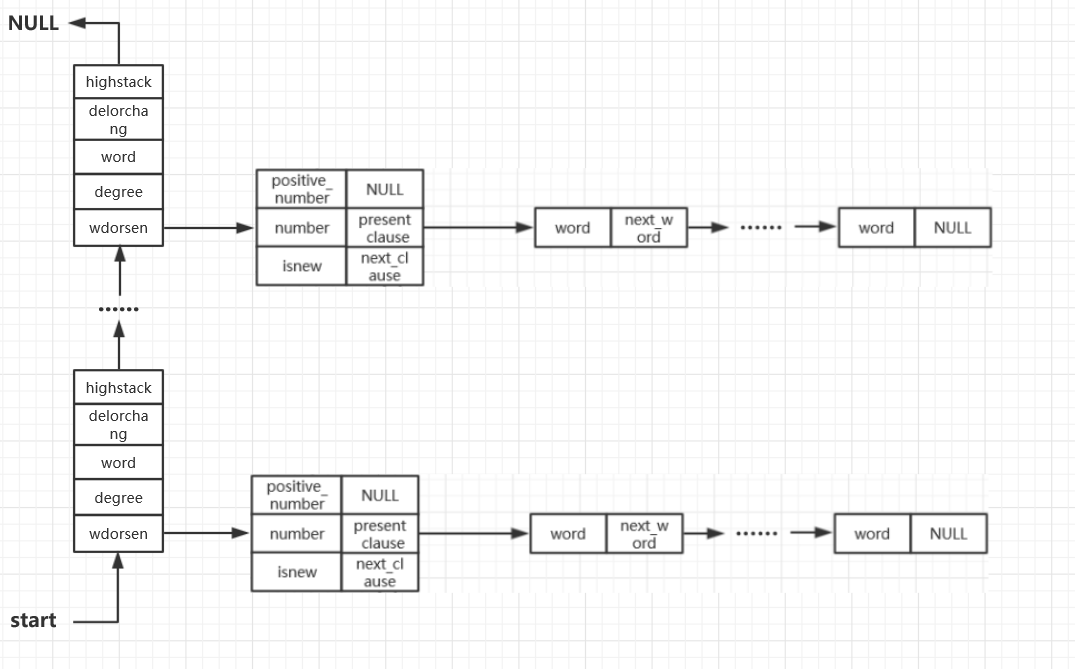 NULL
highstack
delorcha
ng
word
degree
wdorsen
positive_
number
NULL
number
present
clause
isnew
next_cl
ause
word
next_w
ord
......
word
NULL
......
highstack
delorcha
ng
word
degree
wdorsen
positive_
number
NULL
number
present
clause
isnew
next_cl
ause
word
next_w
ord
......
word
NULL
start